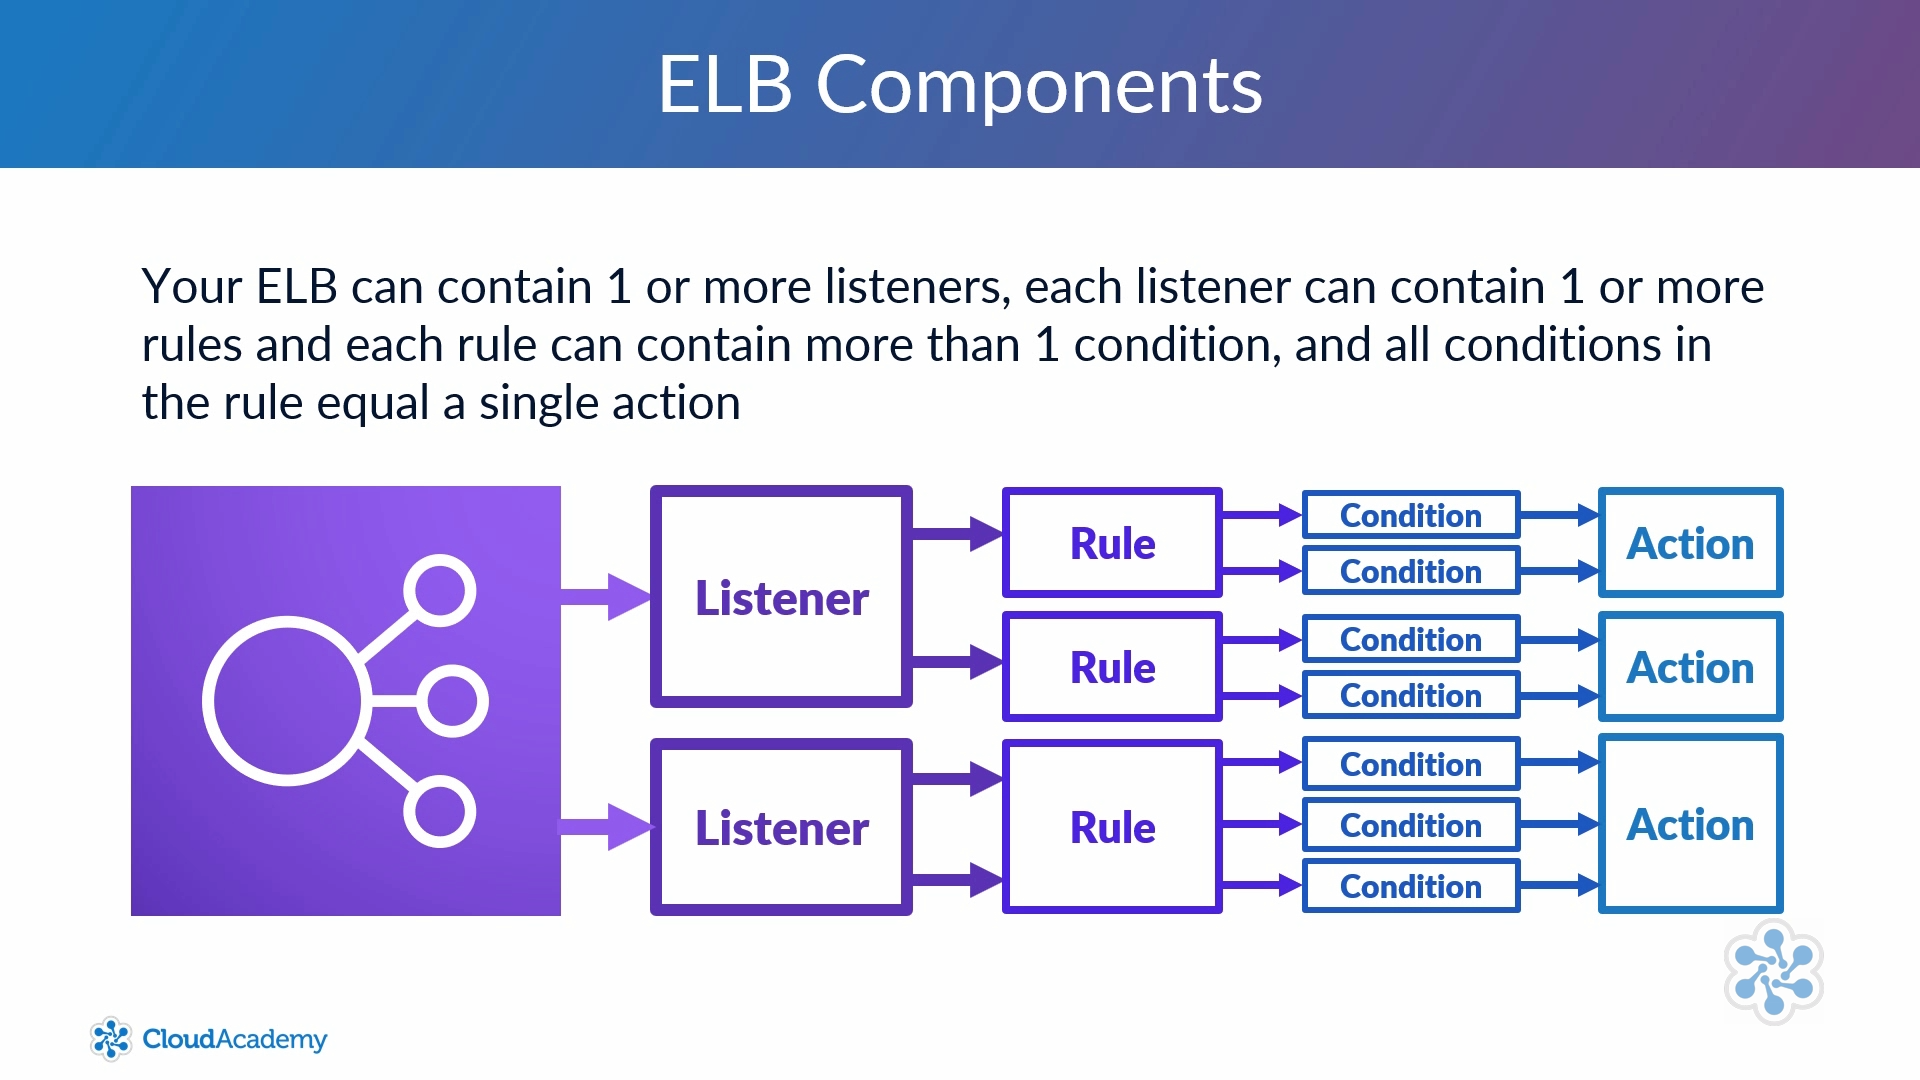 ELB Components
Your ELB can contain 1 or more listeners, each listener can contain 1 or more
rules and each rule can contain more than 1 condition, and all conditions in
the rule equal a single action
Listener
Rule
Condition
Condition
Action
Rule
Condition
Condition
Action
Listener
Rule
Condition
Condition
Condition
Action
CloudAcademy